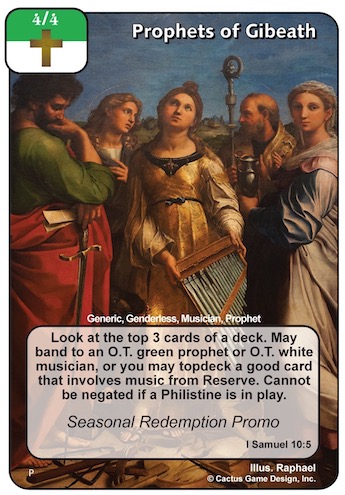 4/4
Prophets of Gibeath
Generic, Genderless, Musician, Prophet
Look at the top 3 cards of a deck. May
band to an O.T. green prophet or O.T. white
musician, or you may topdeck a good card
that involves music from Reserve. Cannot
be negated if a Philistine is in play.
Seasonal Redemption Promo
I Samuel 10:5
P
Illus. Raphael
© Cactus Game Design, Inc.